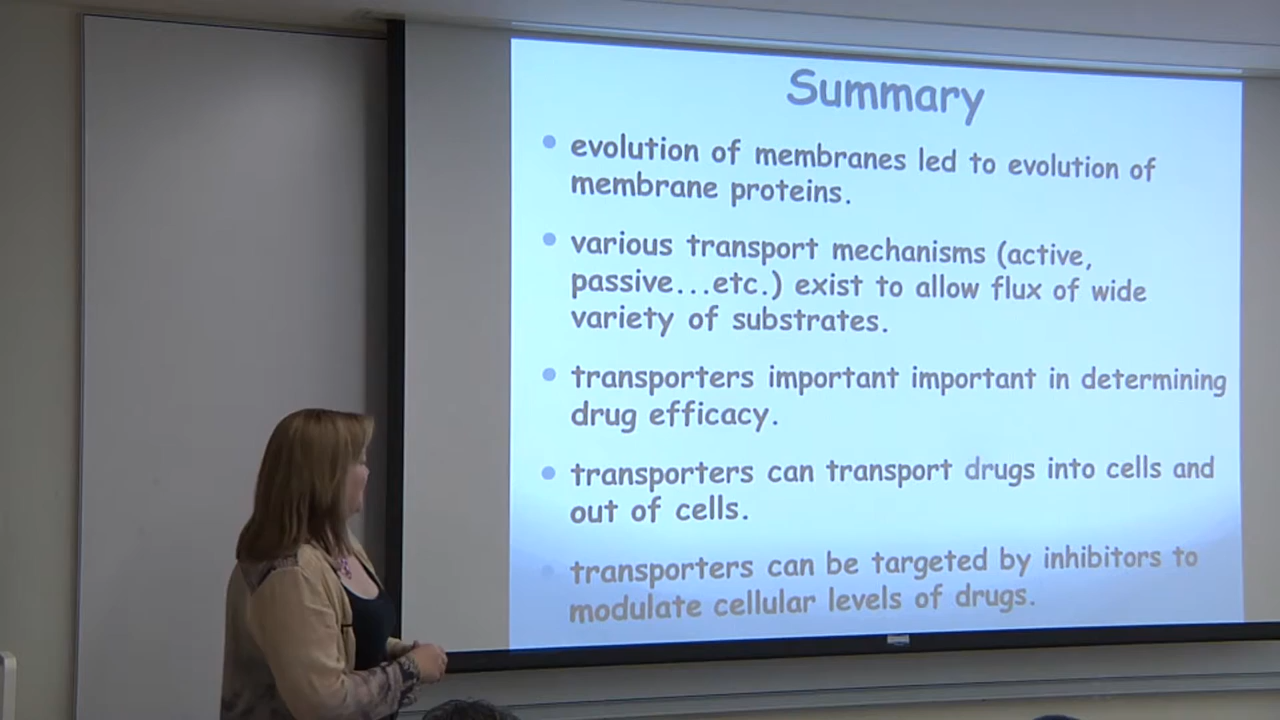 Summary
evolution of membranes led to evolution of
membrane proteins.
various transport mechanisms (active,
passive...etc.) exist to allow flux of wide
variety of substrates.
transporters important important in determining
drug efficacy.
transporters can transport drugs into cells and
out of cells.
transporters can be targeted by inhibitors to
modulate cellular levels of drugs.